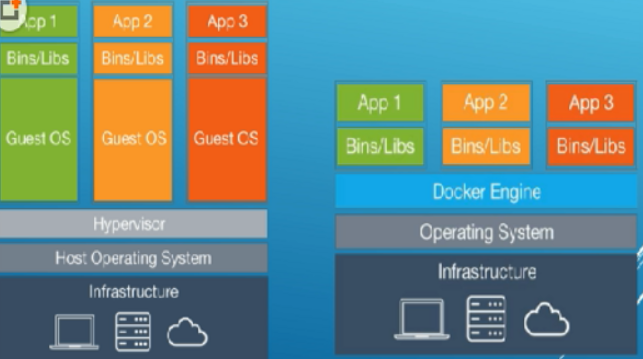 App 1 App 2 App 3
Bins/Libs Bins/Libs Bins/Libs
Guest OS Guest OS Guest OS
Hypervisor
Host Operating System
Infrastructure
App 1 App 2 App 3
Bins/Libs Bins/Libs Bins/Libs
Docker Engine
Operating System
Infrastructure